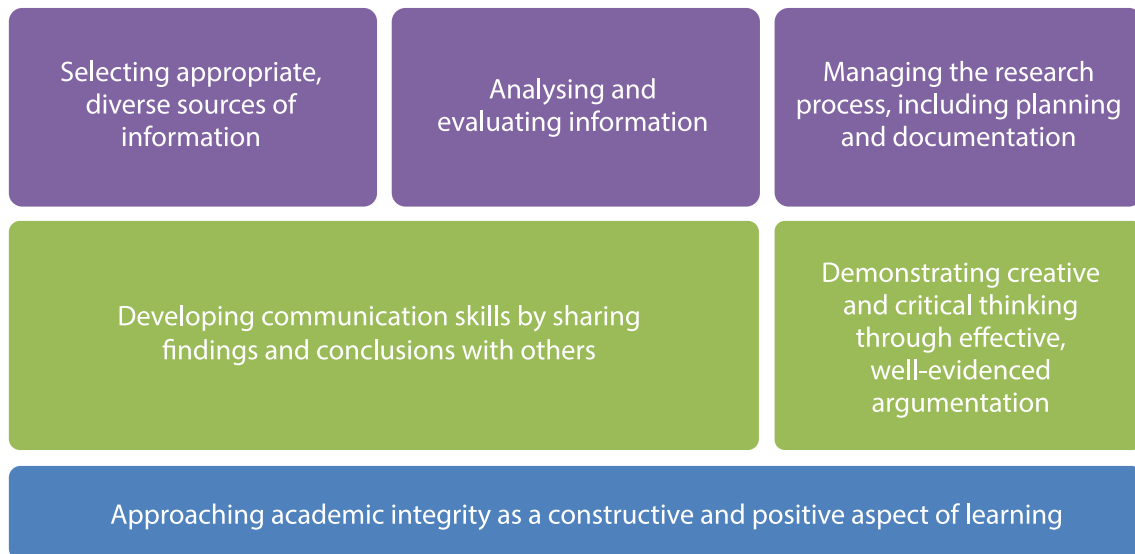 Selecting appropriate,
diverse sources of
information
Analysing and
evaluating information
Managing the research
process, including planning
and documentation
Developing communication skills by sharing
findings and conclusions with others
Demonstrating creative
and critical thinking
through effective,
well-evidenced
argumentation
Approaching academic integrity as a constructive and positive aspect of learning